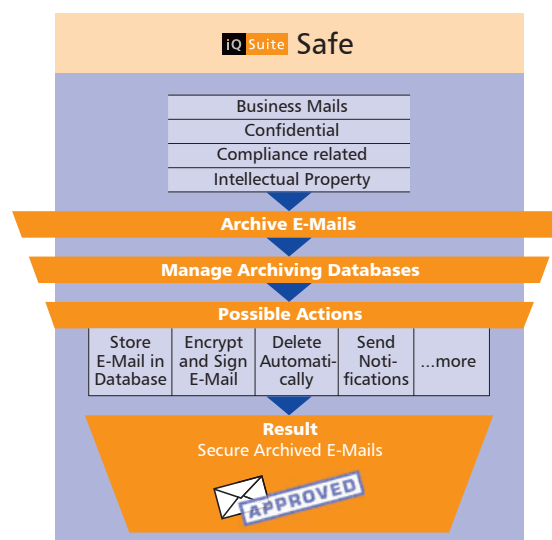 iQ Suite Safe
Business Mails
Confidential
Compliance related
Intellectual Property
Archive E-Mails
Manage Archiving Databases
Possible Actions
Store
E-Mail in
Database
Encrypt
and Sign
E-Mail
Delete
Automati-
cally
Send
Noti-
fications
...more
Result
Secure Archived E-Mails
APPROVED